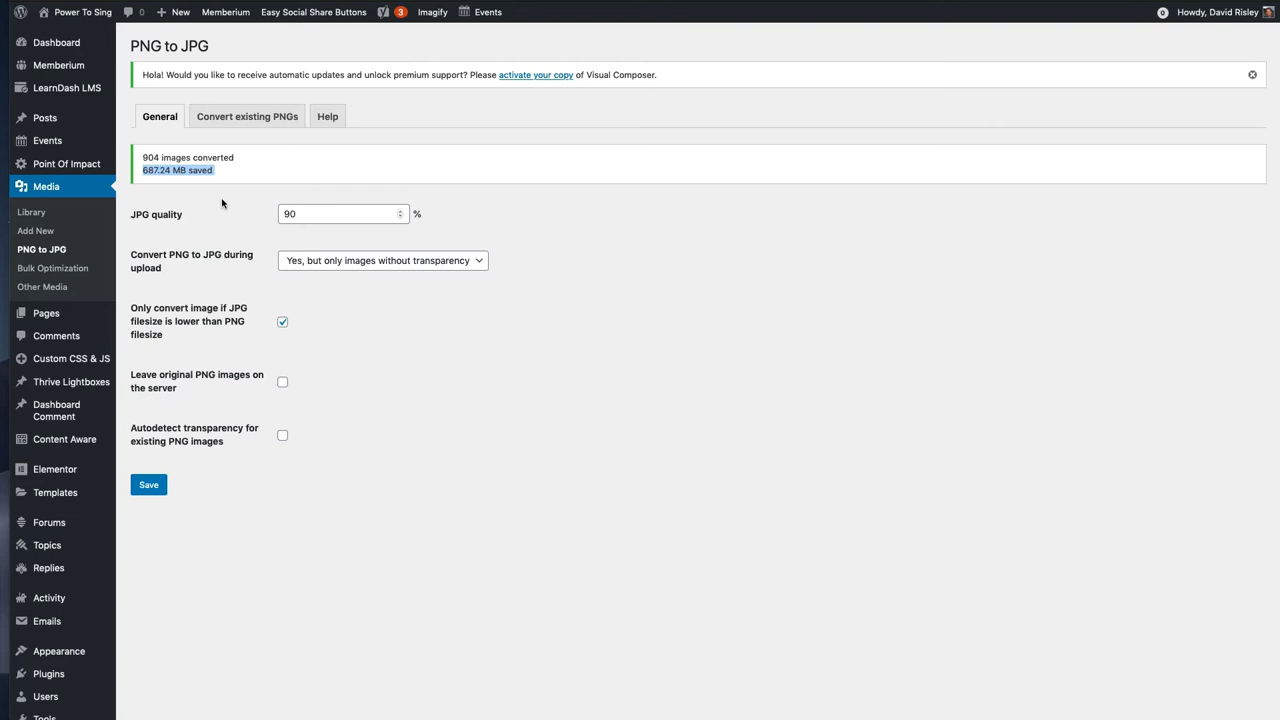 Power To Sing 0 New Memberium Easy Social Share Buttons 3 Imagify Events 0 Howdy, David Risley
Dashboard
Memberium
LearnDash LMS
Posts
Events
Point Of Impact
Media
Library
Add New
PNG to JPG
Bulk Optimization
Other Media
Pages
Comments
Custom CSS & JS
Thrive Lightboxes
Dashboard
Comment
Content Aware
Elementor
Templates
Forums
Topics
Replies
Activity
Emails
Appearance
Plugins
Users
Tools
PNG to JPG
Hola! Would you like to receive automatic updates and unlock premium support? Please activate your copy of Visual Composer.
General Convert existing PNGs Help
904 images converted
687.24 MB saved
JPG quality 90 %
Convert PNG to JPG during
upload
Yes, but only images without transparency
Only convert image if JPG
filesize is lower than PNG
filesize
Leave original PNG images on
the server
Autodetect transparency for
existing PNG images
Save